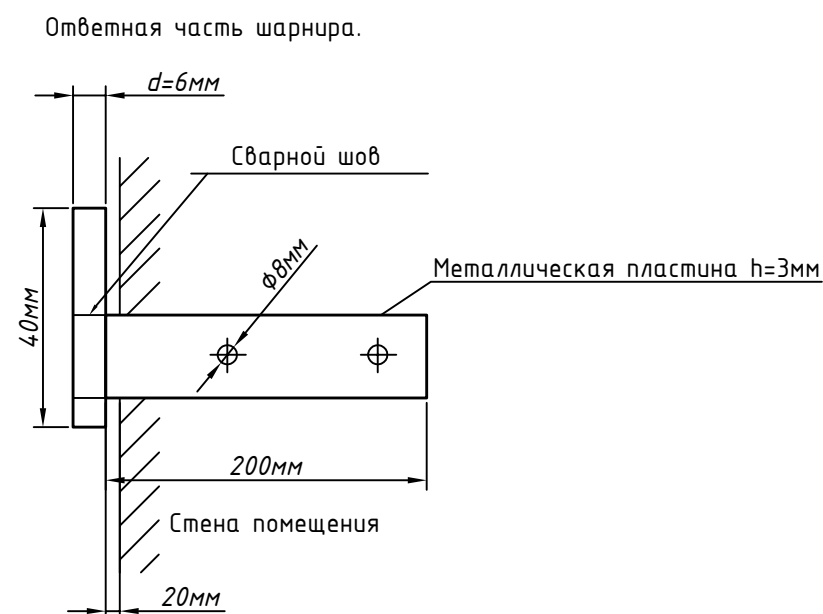 Ответная часть шарнира.
d=6мм
Сварной шов
ф8мм
Металлическая пластина h=3мм
40мм
200мм
Стена помещения
20мм